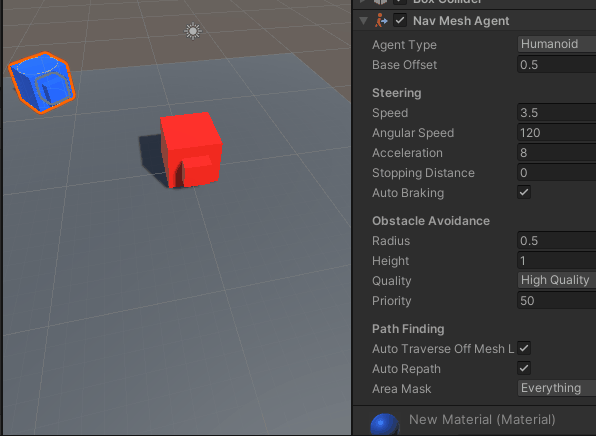 Box Collider
Nav Mesh Agent
Agent Type Humanoid
Base Offset 0.5
Steering
Speed 3.5
Angular Speed 120
Acceleration 8
Stopping Distance 0
Auto Braking
Obstacle Avoidance
Radius 0.5
Height 1
Quality High Quality
Priority 50
Path Finding
Auto Traverse Off Mesh L
Auto Repath
Area Mask Everything
New Material (Material)